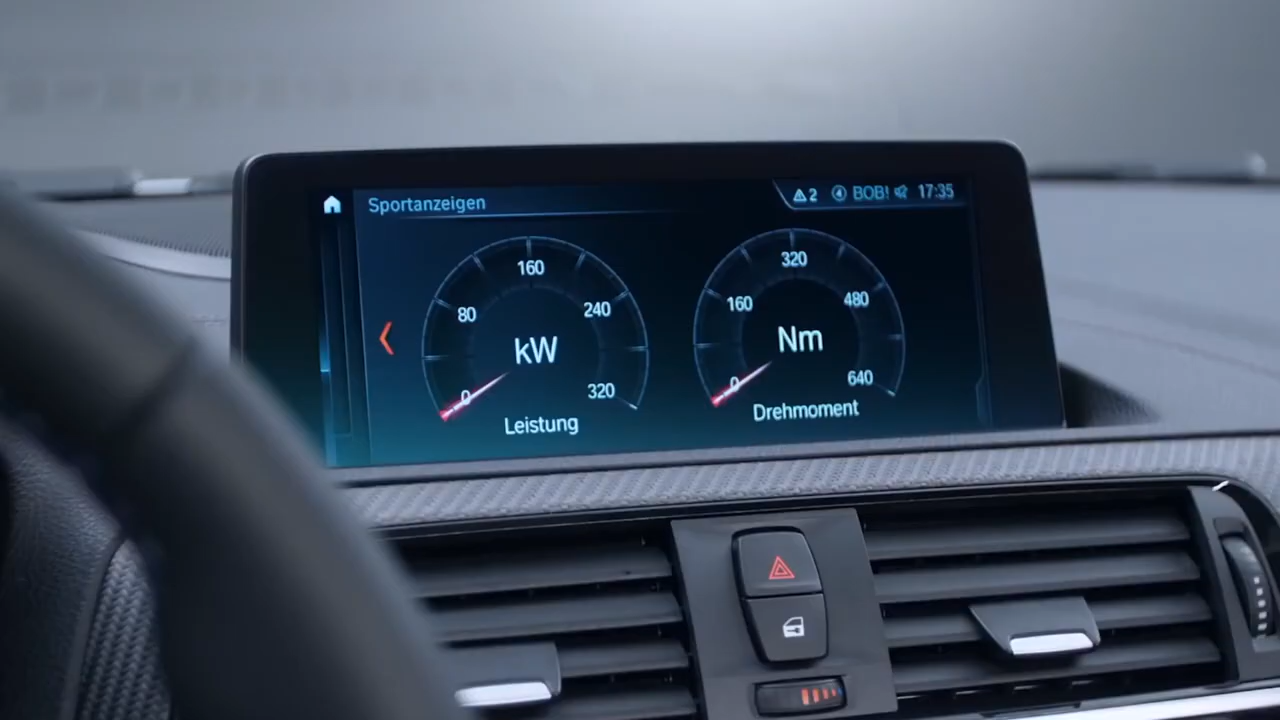 Sportanzeigen
2 BOB! 17:35
160
80 240
kW
0 320
Leistung
320
160 480
Nm
0 640
Drehmoment